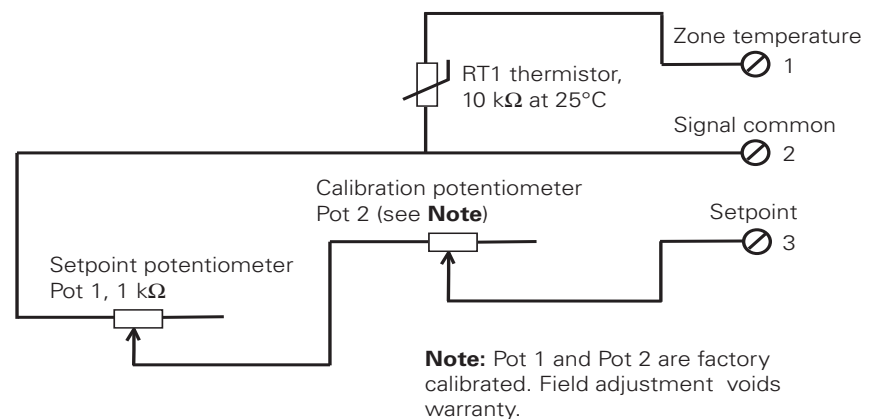 Zone temperature
1
RT1 thermistor,
10 kΩ at 25°C
Signal common
2
Calibration potentiometer
Pot 2 (see Note)
Setpoint
3
Setpoint potentiometer
Pot 1, 1 kΩ
Note: Pot 1 and Pot 2 are factory
calibrated. Field adjustment voids
warranty.